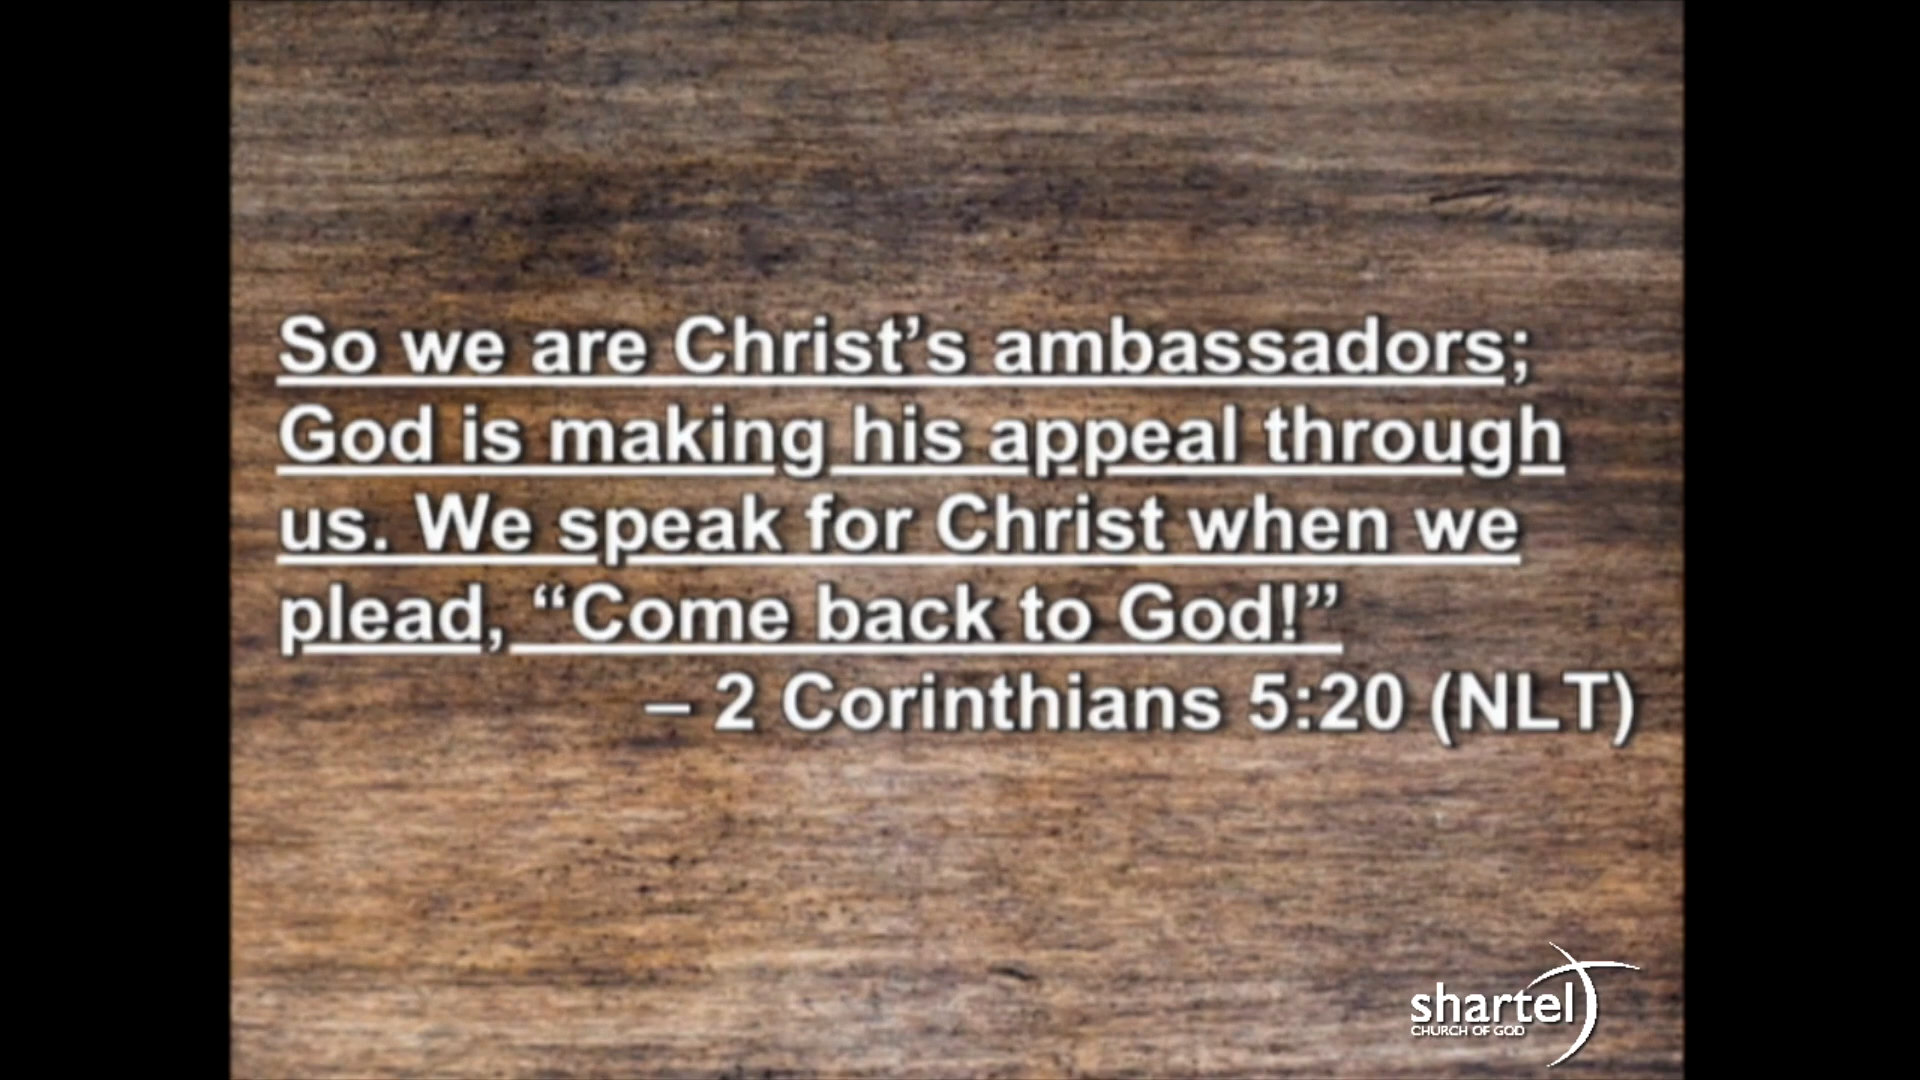 So we are Christ’s ambassadors;
God is making his appeal through
us. We speak for Christ when we
plead, “Come back to God!”
– 2 Corinthians 5:20 (NLT)
shartel
CHURCH OF GOD